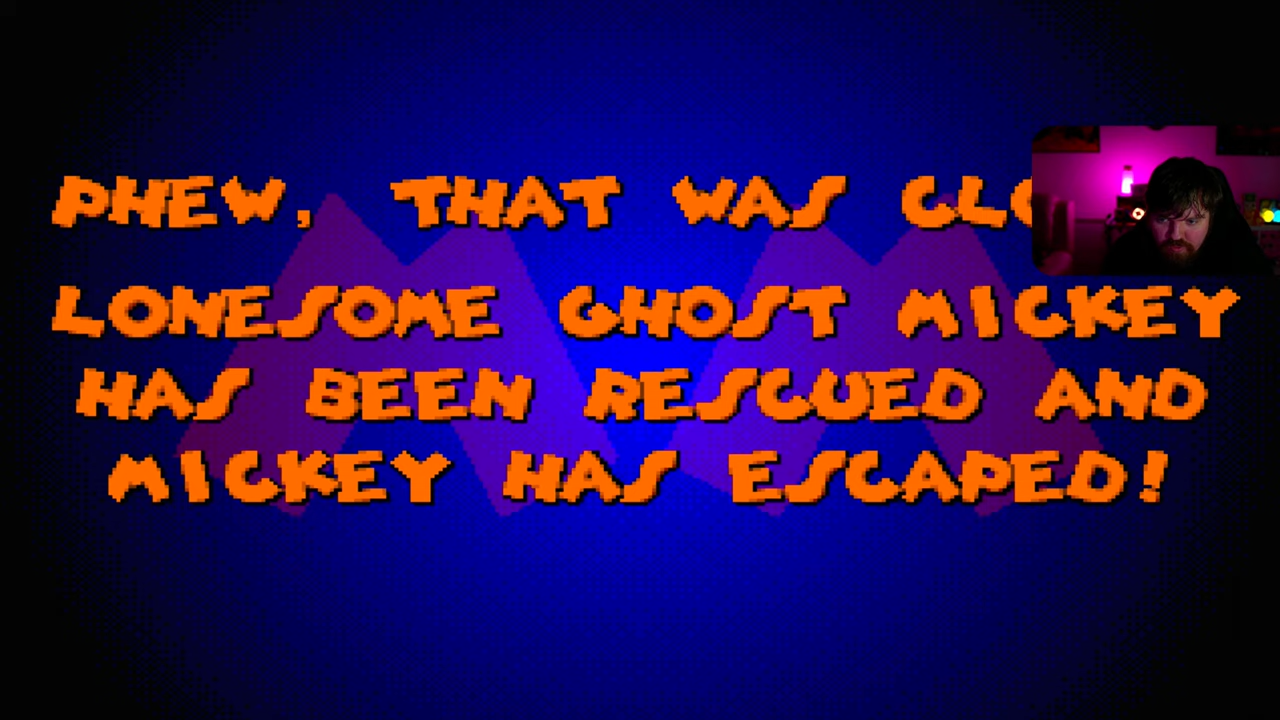 PHEW, THAT WAS
LONESOME GHOST MICKEY
HAS BEEN RESCUED AND
MICKEY HAS ESCAPED!